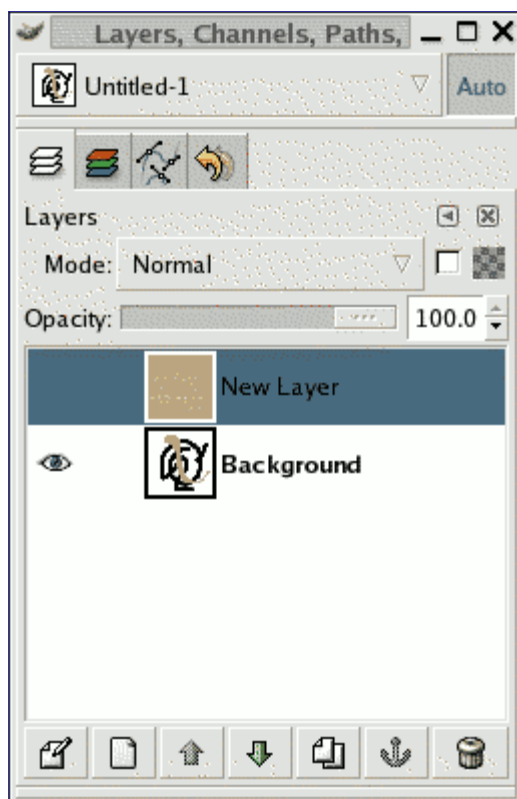 Layers, Channels, Paths,
Untitled-1
Auto
Layers
Mode: Normal
Opacity: 100.0
New Layer
Background